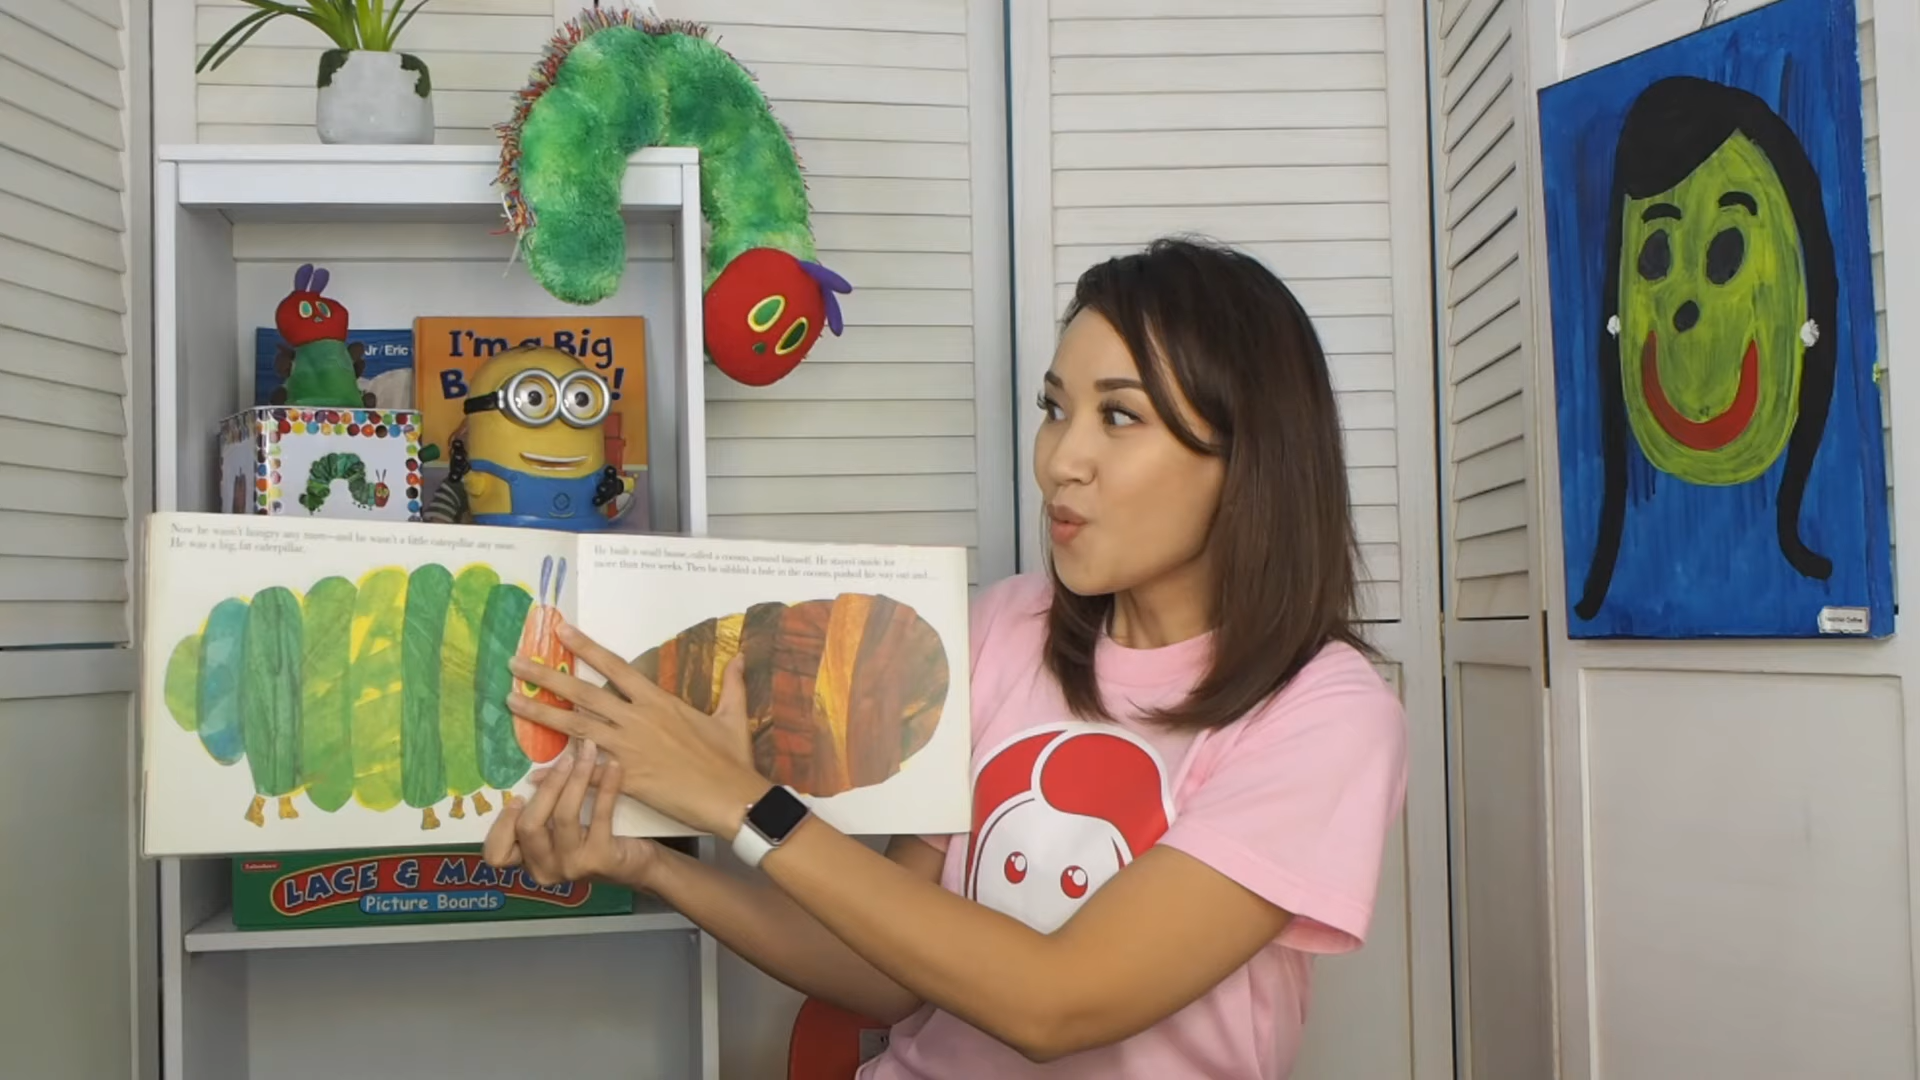 Jr / Eric
I'm a Big
B !
Now he wasn't hungry any more—and he wasn't a little caterpillar any more.
He was a big, fat caterpillar.
He built a small house, called a cocoon, around himself. He stayed inside for
more than two weeks. Then he nibbled a hole in the cocoon, pushed his way out and . . .
LACE & MATCH
Picture Boards